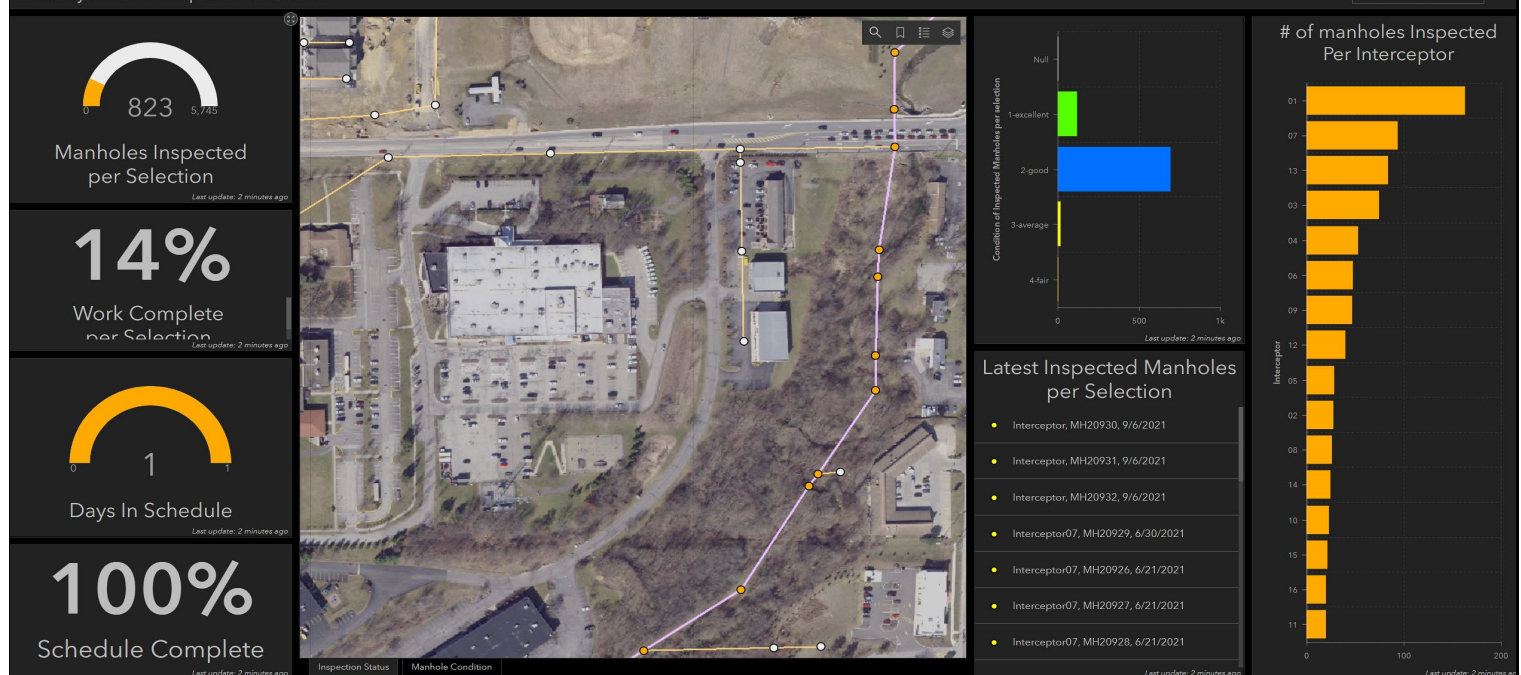 0
823
5,745
Manholes Inspected
per Selection
Last update: 2 minutes ago
14%
Work Complete
per Selection
Last update: 2 minutes ago
0
1
1
Days In Schedule
Last update: 2 minutes ago
100%
Schedule Complete
Last update: 2 minutes ago
Inspection Status
Manhole Condition
Condition of Inspected Manholes per selection
Null
1-excellent
2-good
3-average
4-fair
0
500
1k
Last update: 2 minutes ago
Latest Inspected Manholes
per Selection
Interceptor, MH20930, 9/6/2021
Interceptor, MH20931, 9/6/2021
Interceptor, MH20932, 9/6/2021
Interceptor07, MH20929, 6/30/2021
Interceptor07, MH20926, 6/21/2021
Interceptor07, MH20927, 6/21/2021
Interceptor07, MH20928, 6/21/2021
Last update: 2 minutes ago
# of manholes Inspected
Per Interceptor
Interceptor
01
07
13
03
04
06
09
12
05
02
08
14
10
15
16
11
0
100
200
Last update: 2 minutes ago